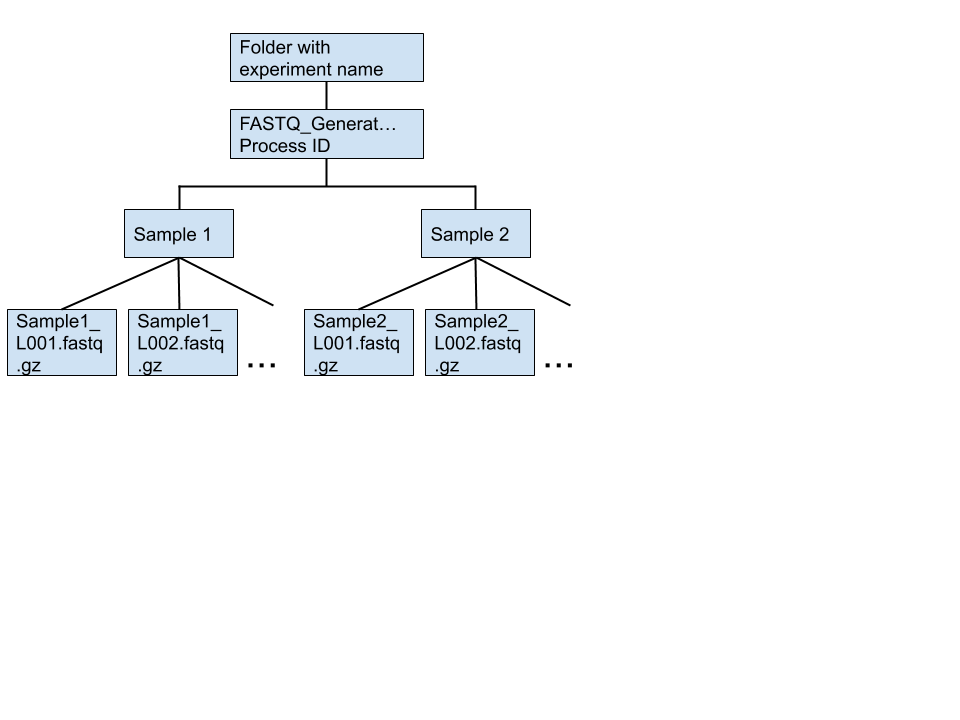 Folder with
experiment name
FASTQ_Generat…
Process ID
Sample 1
Sample 2
Sample1_
L001.fastq
.gz
Sample1_
L002.fastq
.gz
...
Sample2_
L001.fastq
.gz
Sample2_
L002.fastq
.gz
...